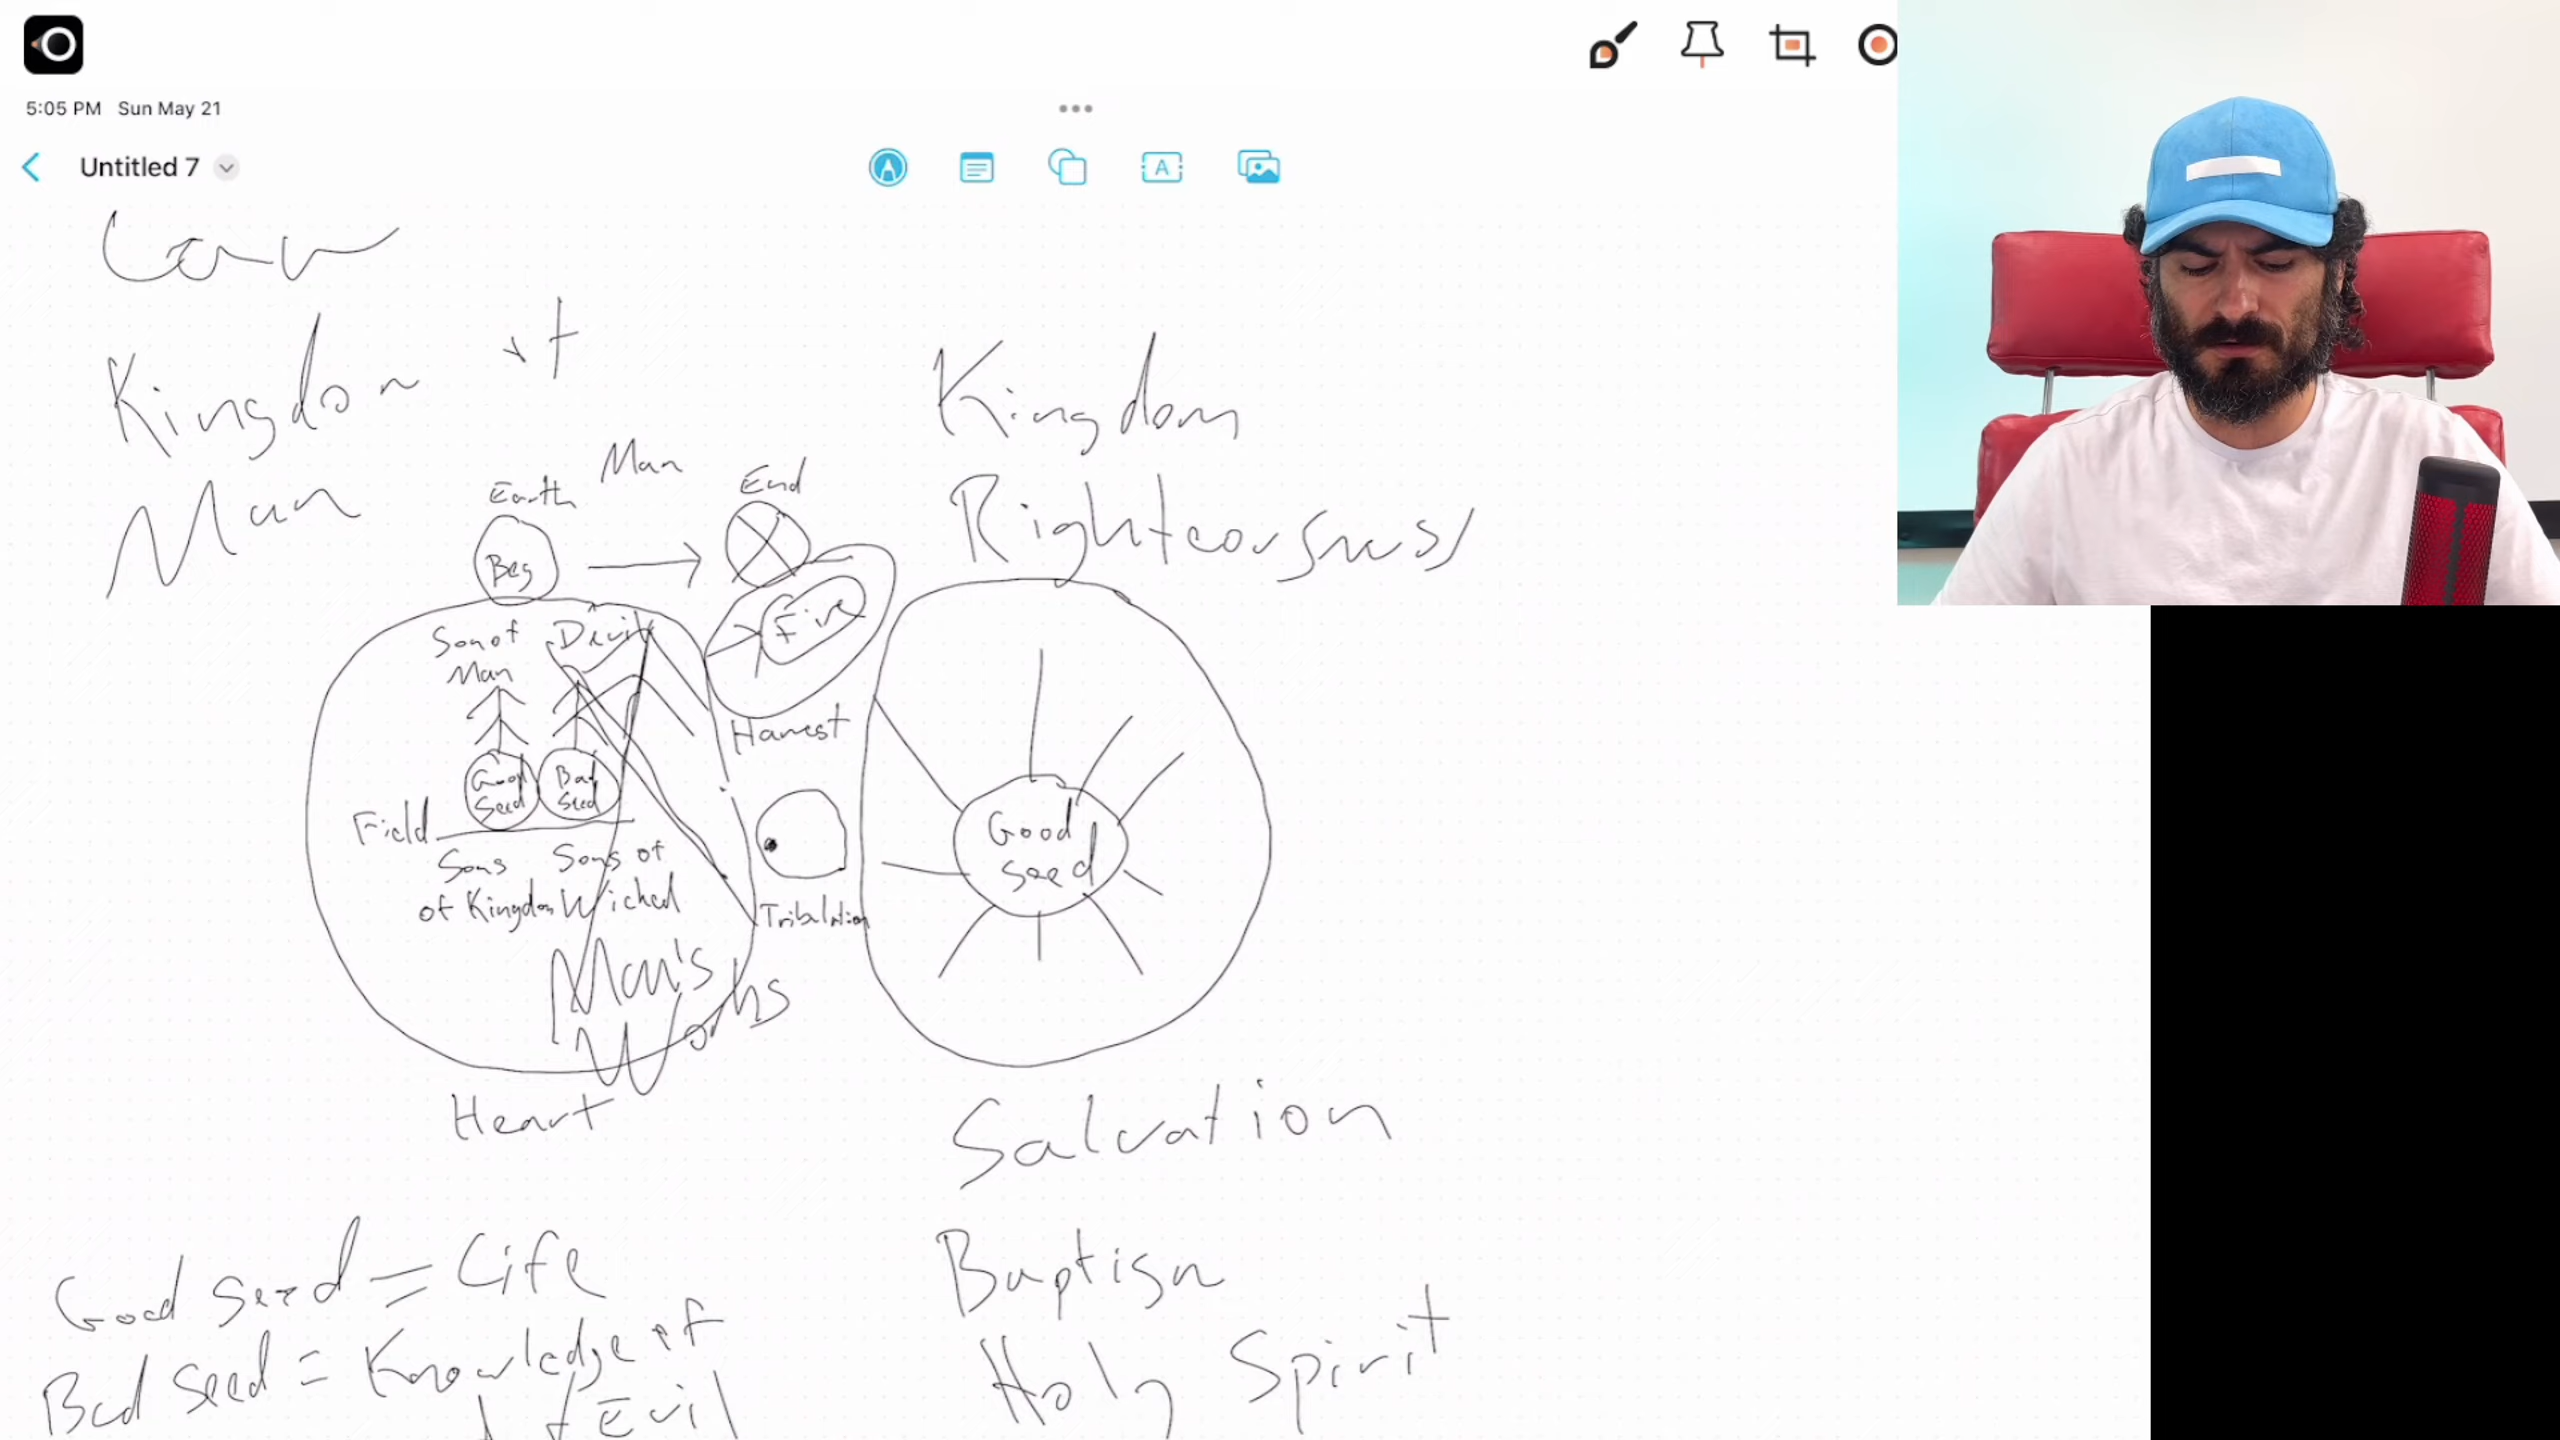 5:05 PM Sun May 21
Untitled 7
A
Law
Kingdom
Man
Earth
Man
End
Beg
Fire
Harvest
Son of
Man
Devil
Good
Seed
Bad
Seed
Field
Sons
of Kingdom
Sons of
Wicked
Tribulation
Man's
Works
Heart
Kingdom
Righteousness
Good
seed
Salvation
Good seed = Life
Bad seed = Knowledge of
Evil
Baptism
Holy Spirit